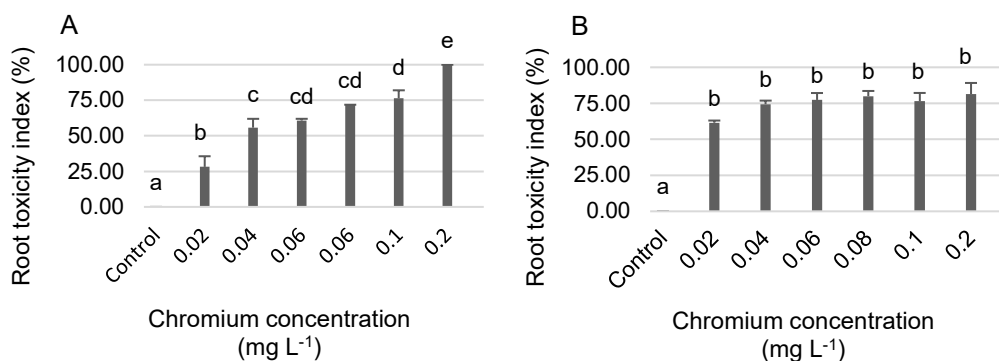 A
Root toxicity index (%)
100.00
75.00
50.00
25.00
0.00
a
b
c
cd
cd
d
e
Control
0.02
0.04
0.06
0.06
0.1
0.2
Chromium concentration
(mg L-1)
B
Root toxicity index (%)
100.00
75.00
50.00
25.00
0.00
a
b
b
b
b
b
b
Control
0.02
0.04
0.06
0.08
0.1
0.2
Chromium concentration
(mg L-1)